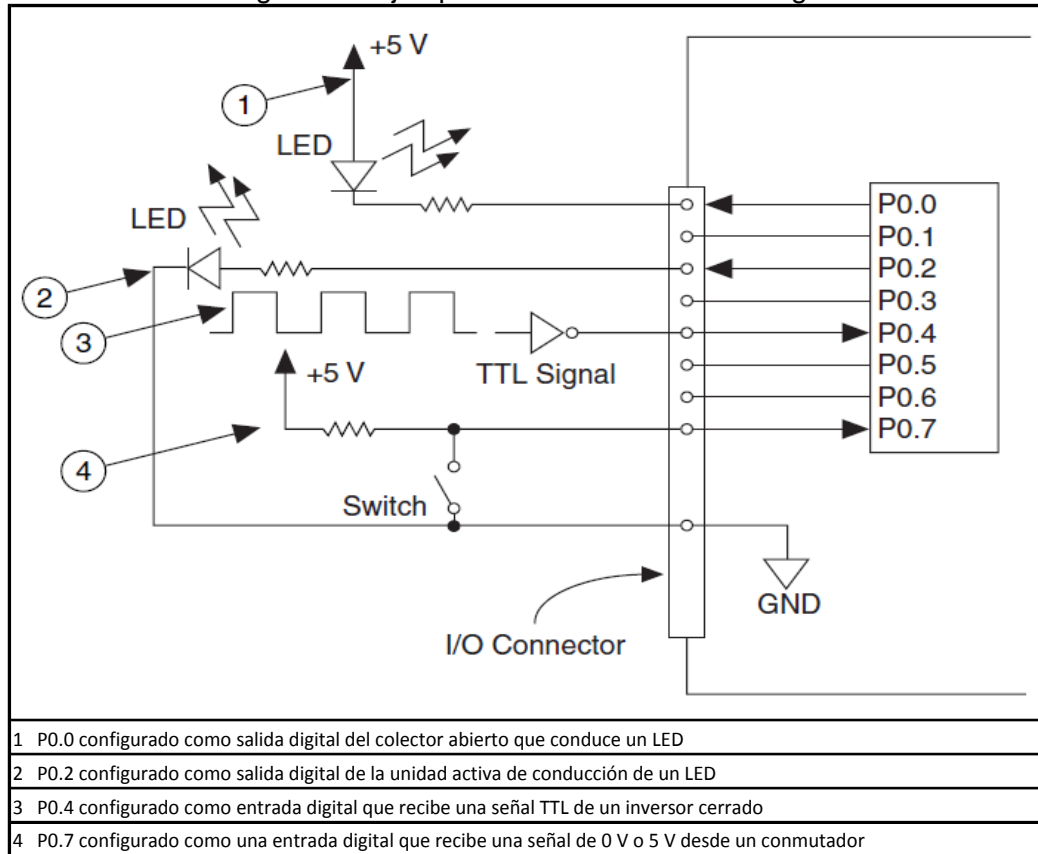 +5 V
1
LED
LED
P0.0
P0.1
2
P0.2
P0.3
3
P0.4
+5 V
TTL Signal
P0.5
P0.6
P0.7
4
Switch
GND
I/O Connector
1 P0.0 configurado como salida digital del colector abierto que conduce un LED
2 P0.2 configurado como salida digital de la unidad activa de conducción de un LED
3 P0.4 configurado como entrada digital que recibe una señal TTL de un inversor cerrado
4 P0.7 configurado como una entrada digital que recibe una señal de 0 V o 5 V desde un conmutador